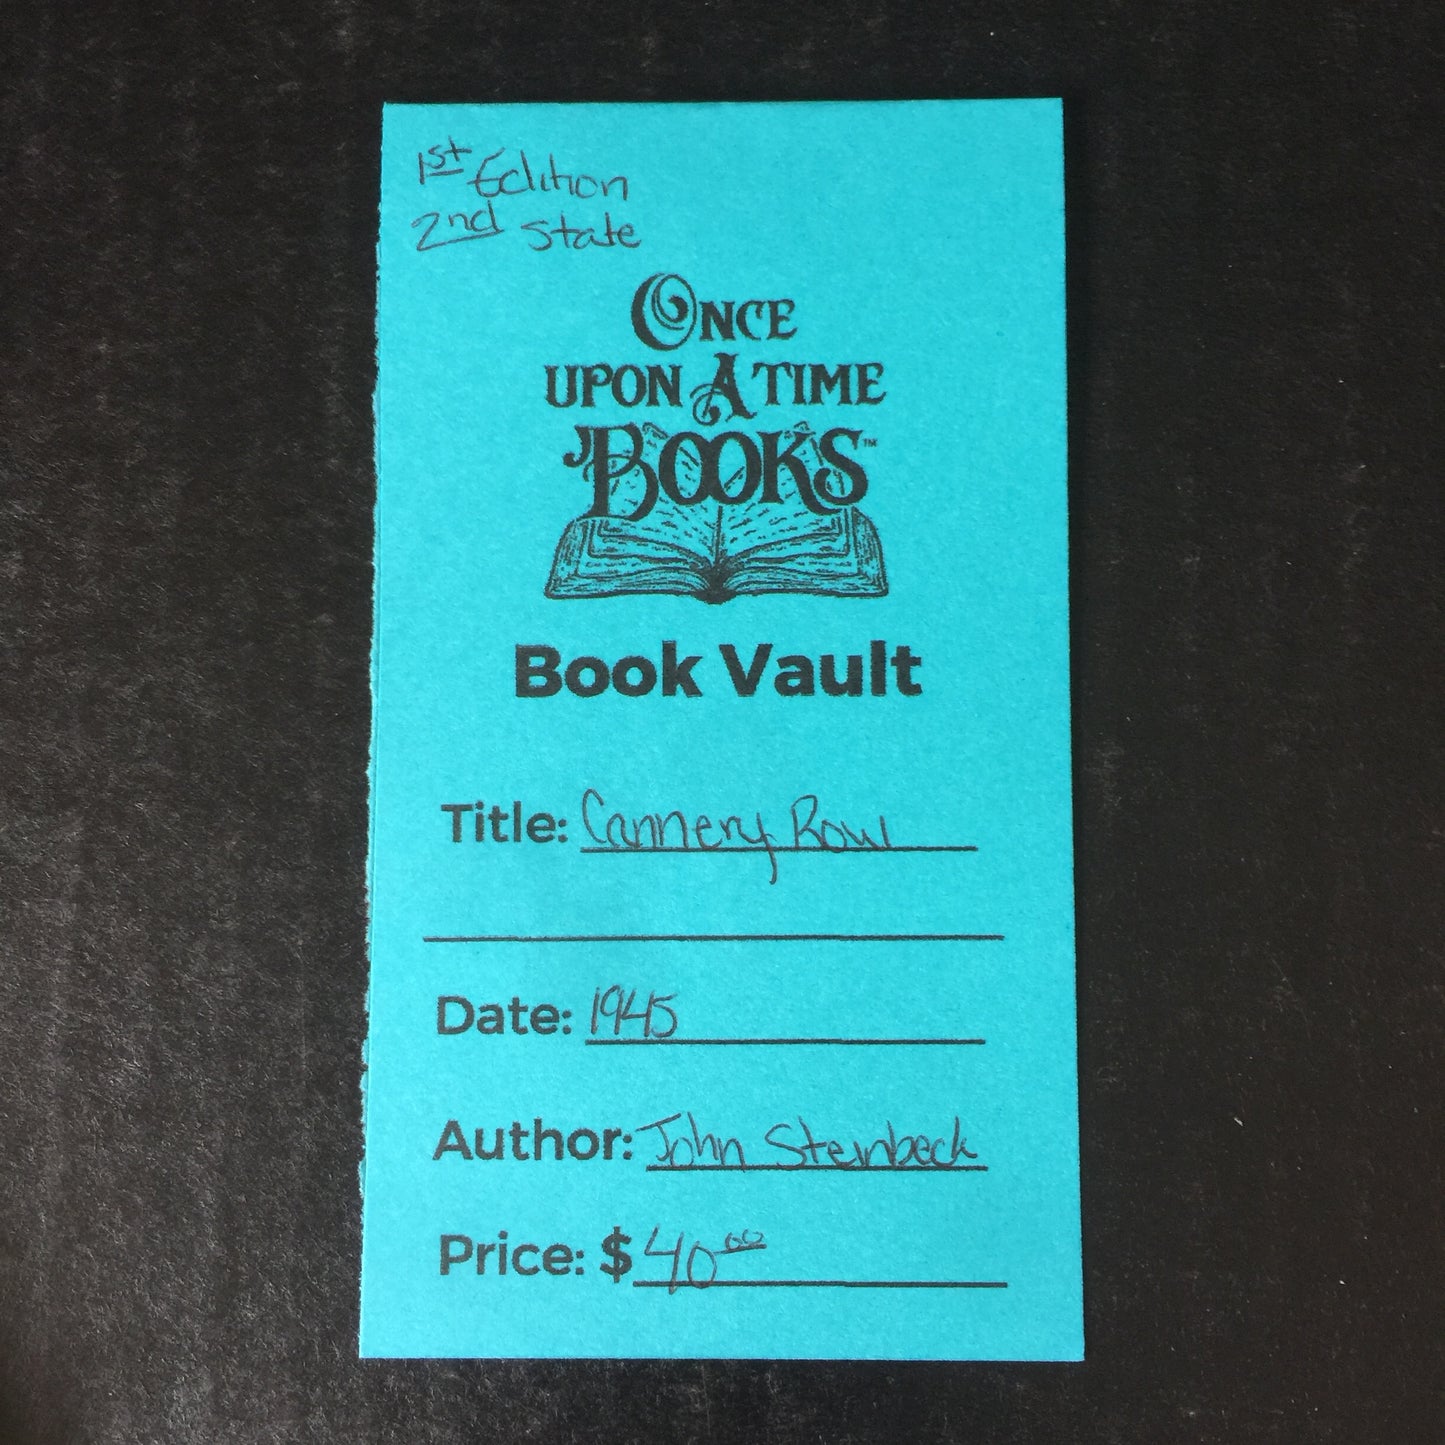 1st Edition
2nd state
ONCE
UPON A TIME
BOOKS™
Book Vault
Title: Cannery Row
Date: 1945
Author: John Steinbeck
Price: $40.00